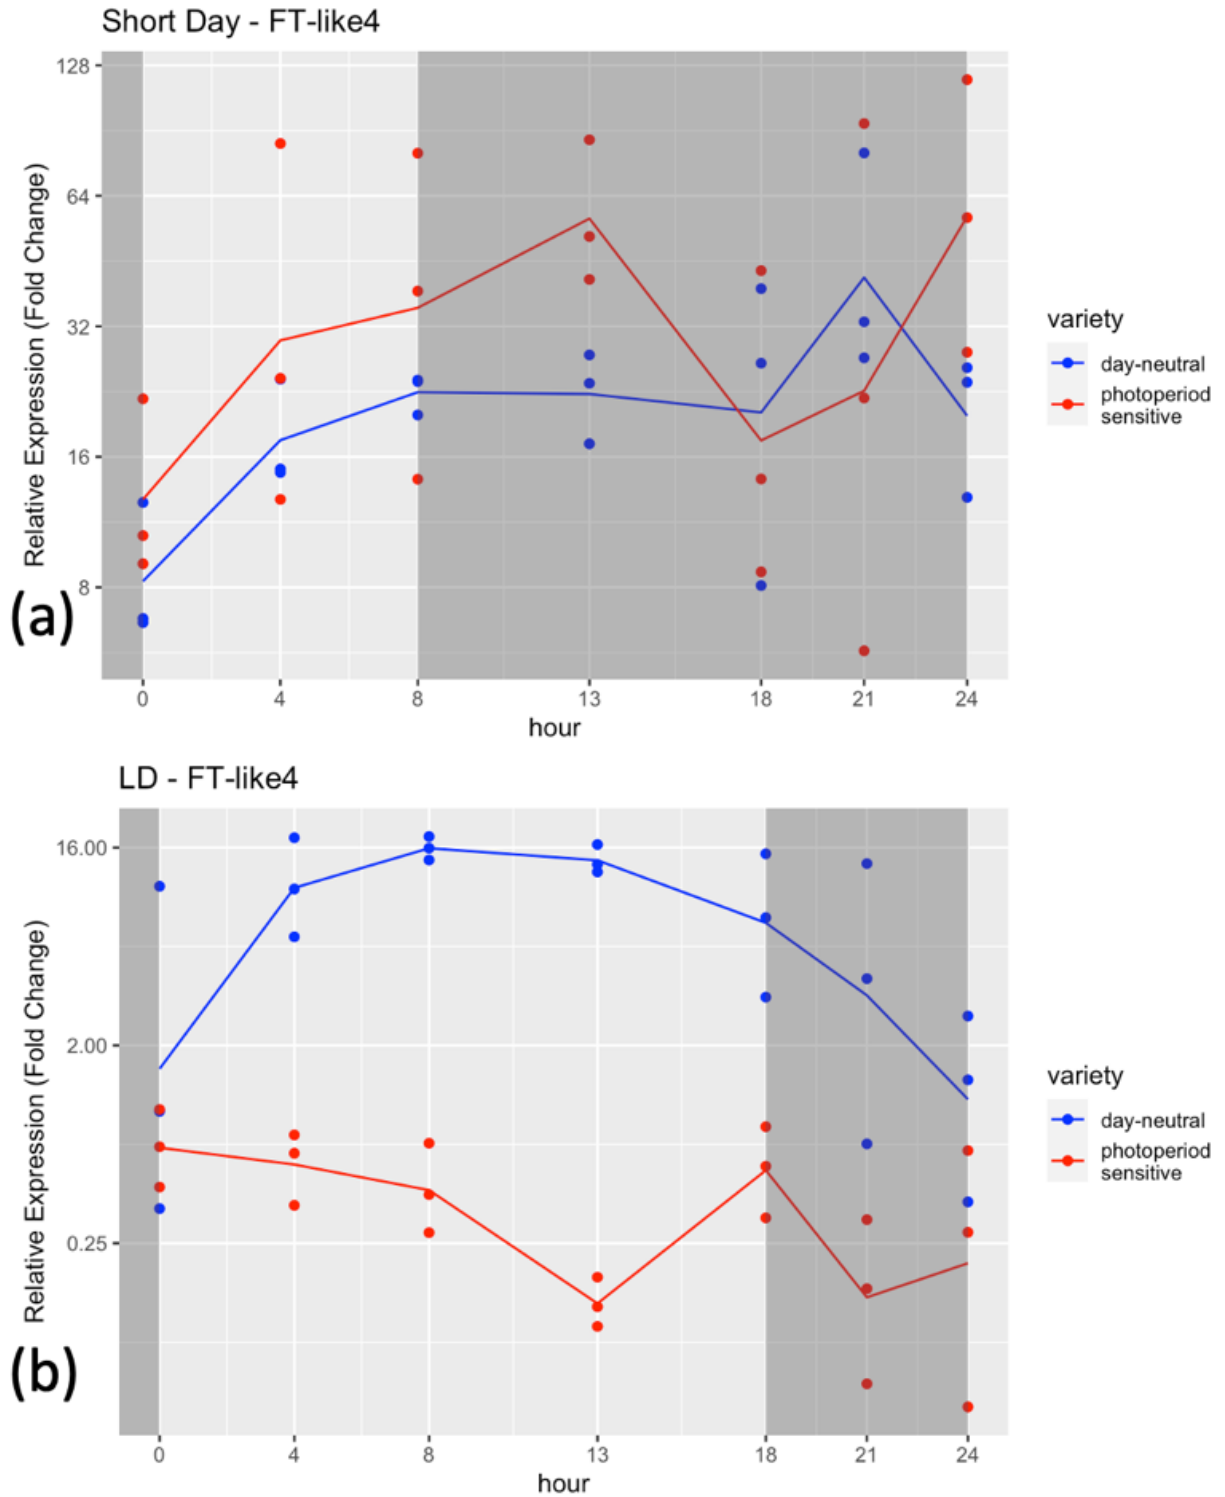 Short Day - FT-like4
128
64
32
16
8
Relative Expression (Fold Change)
(a)
0 4 8 13 18 21 24
hour
variety
day-neutral
photoperiod
sensitive
LD - FT-like4
16.00
2.00
0.25
Relative Expression (Fold Change)
(b)
0 4 8 13 18 21 24
hour
variety
day-neutral
photoperiod
sensitive